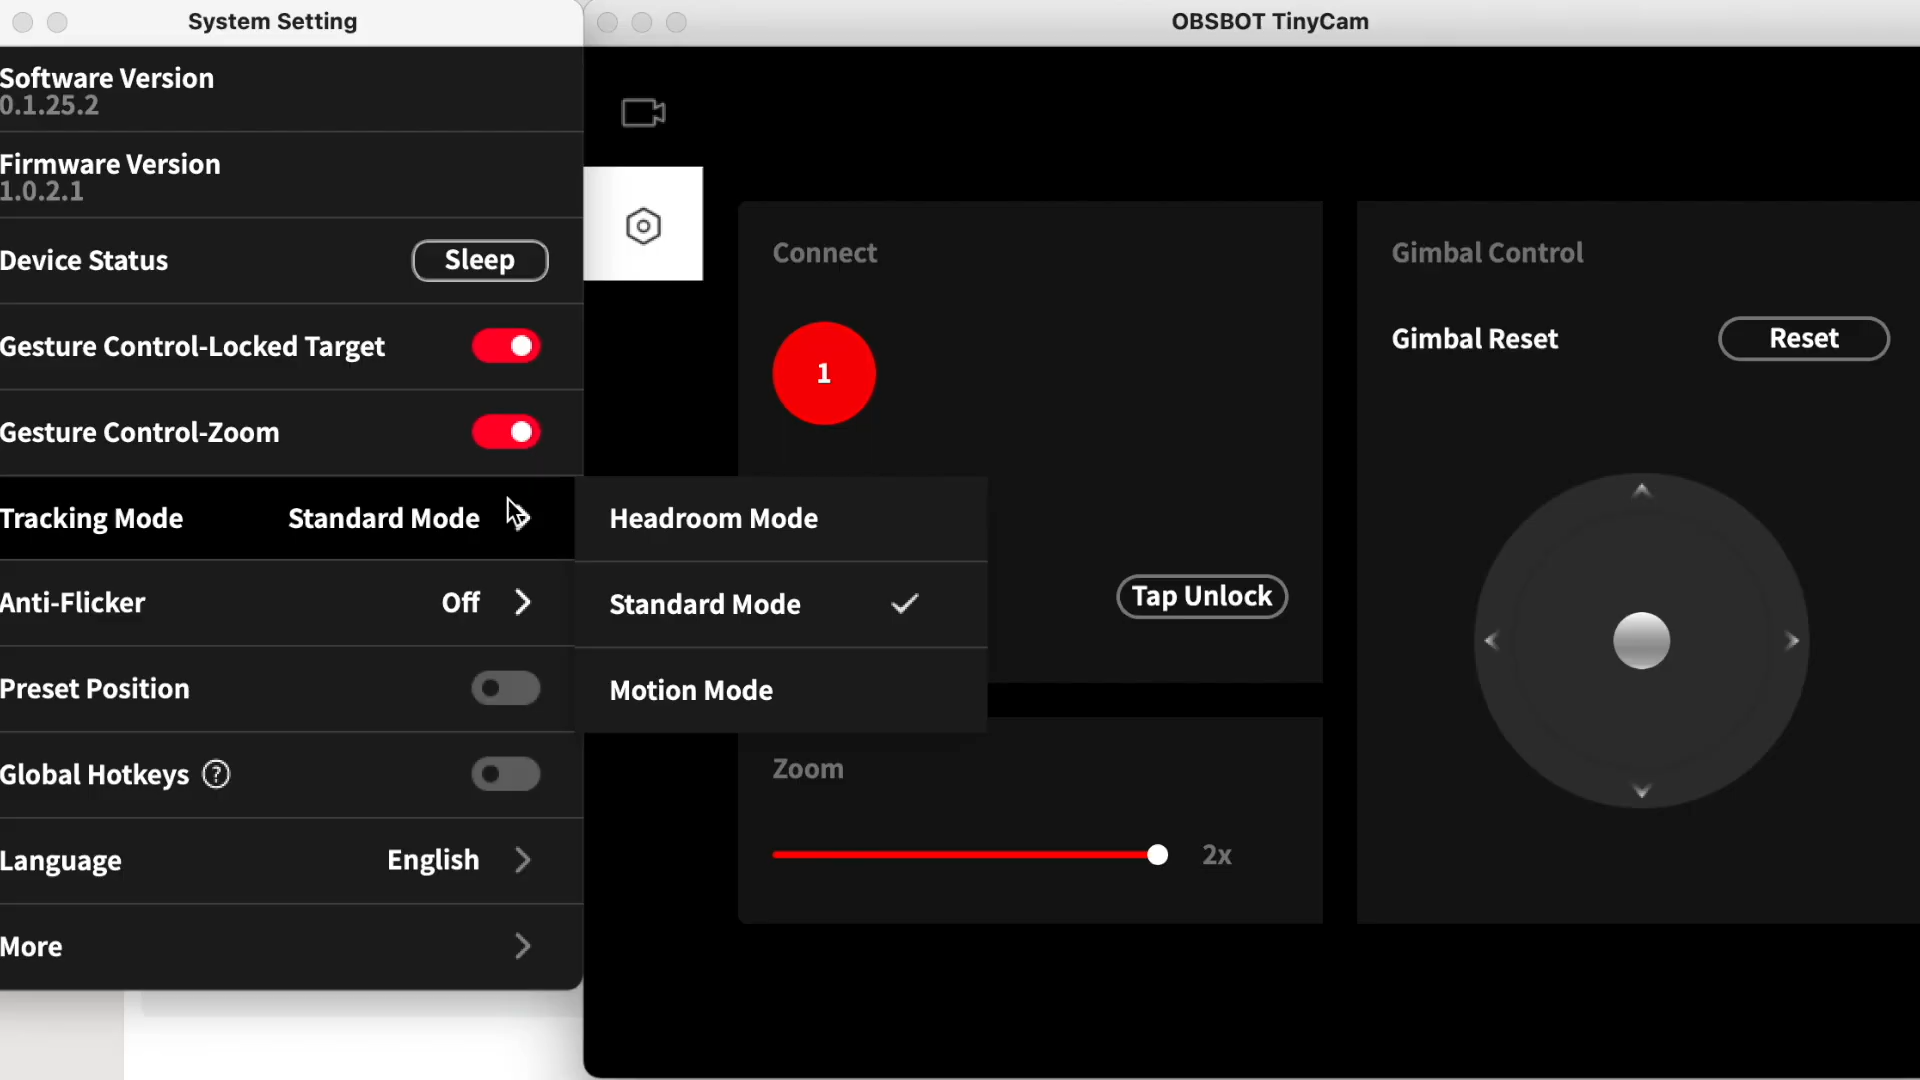 System Setting
Software Version
0.1.25.2
Firmware Version
1.0.2.1
Device Status
Sleep
Gesture Control-Locked Target
Gesture Control-Zoom
Tracking Mode
Standard Mode
Anti-Flicker
Off
Preset Position
Global Hotkeys ?
Language
English
More
Headroom Mode
Standard Mode
Motion Mode
OBSBOT TinyCam
Connect
1
Tap Unlock
Zoom
2x
Gimbal Control
Gimbal Reset
Reset